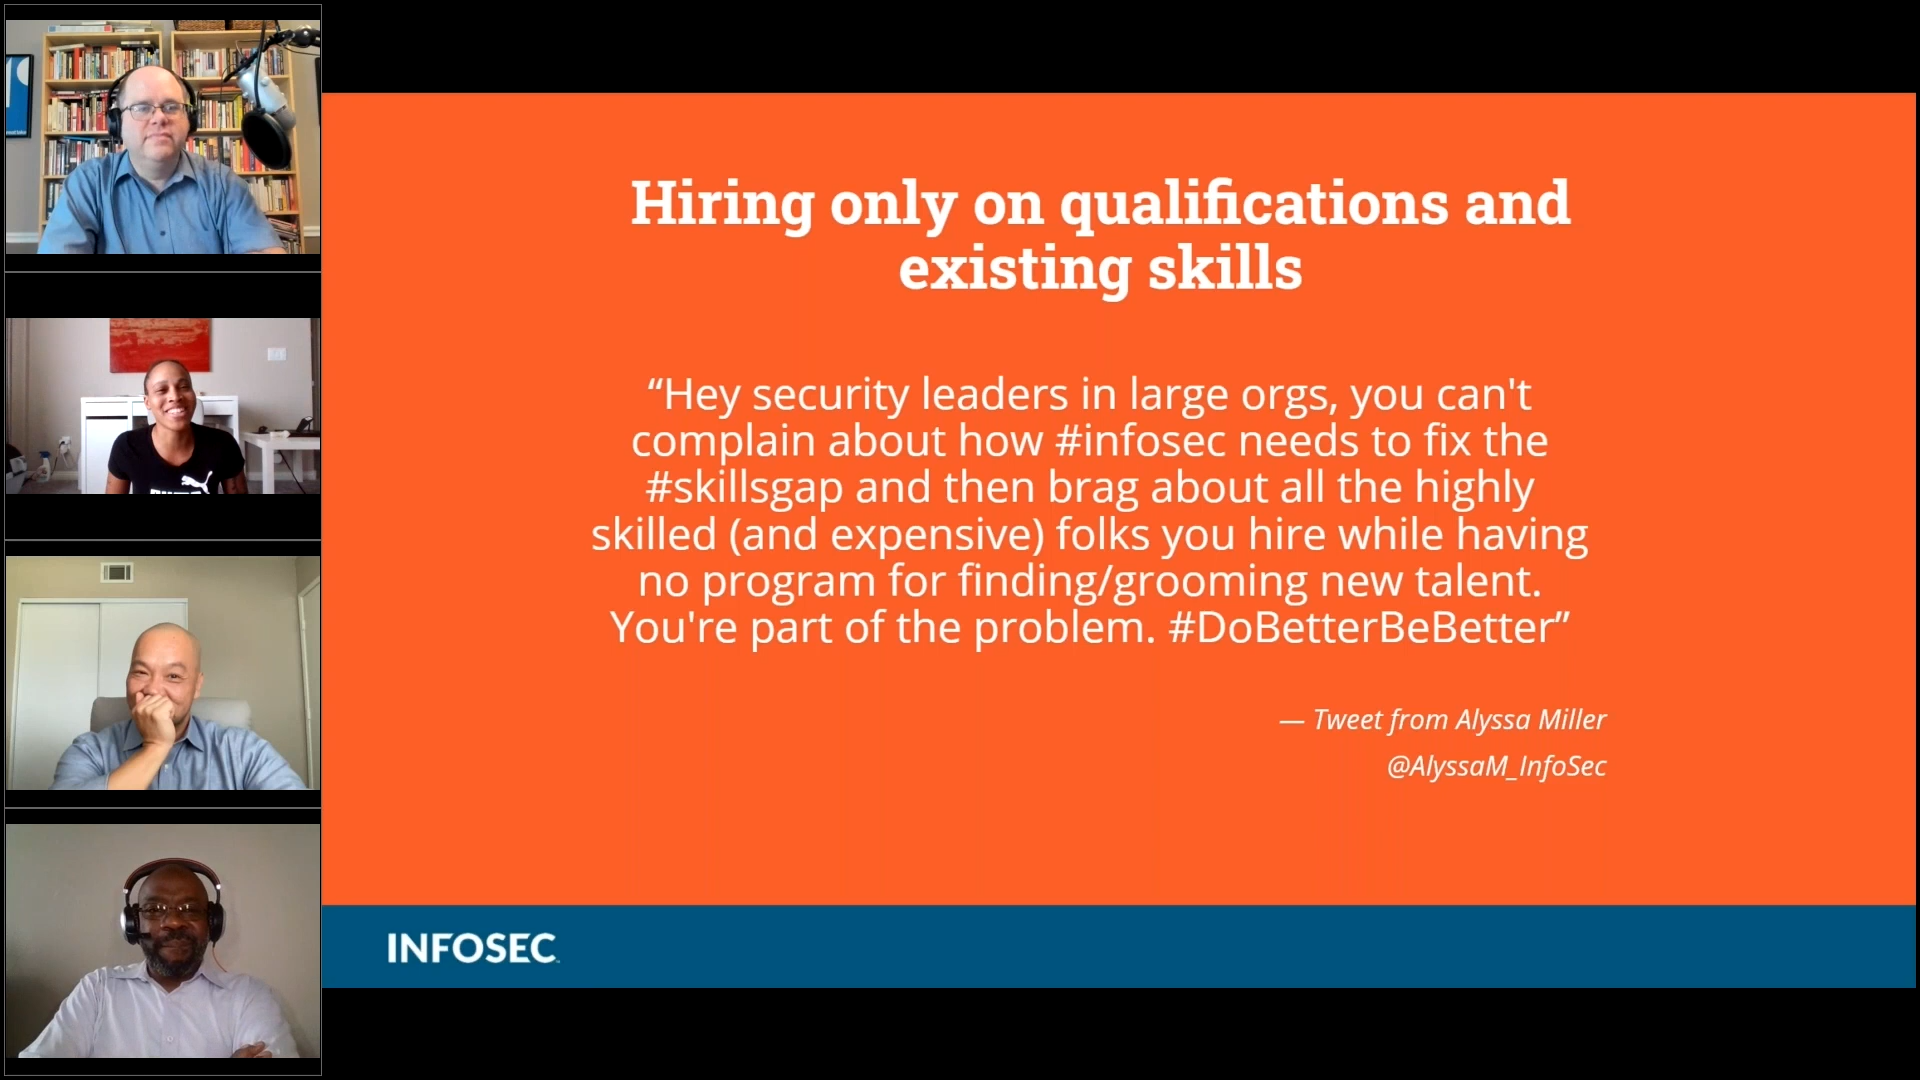 Hiring only on qualifications and
existing skills
“Hey security leaders in large orgs, you can't
complain about how #infosec needs to fix the
#skillsgap and then brag about all the highly
skilled (and expensive) folks you hire while having
no program for finding/grooming new talent.
You're part of the problem. #DoBetterBeBetter”
— Tweet from Alyssa Miller
@AlyssaM_InfoSec
INFOSEC